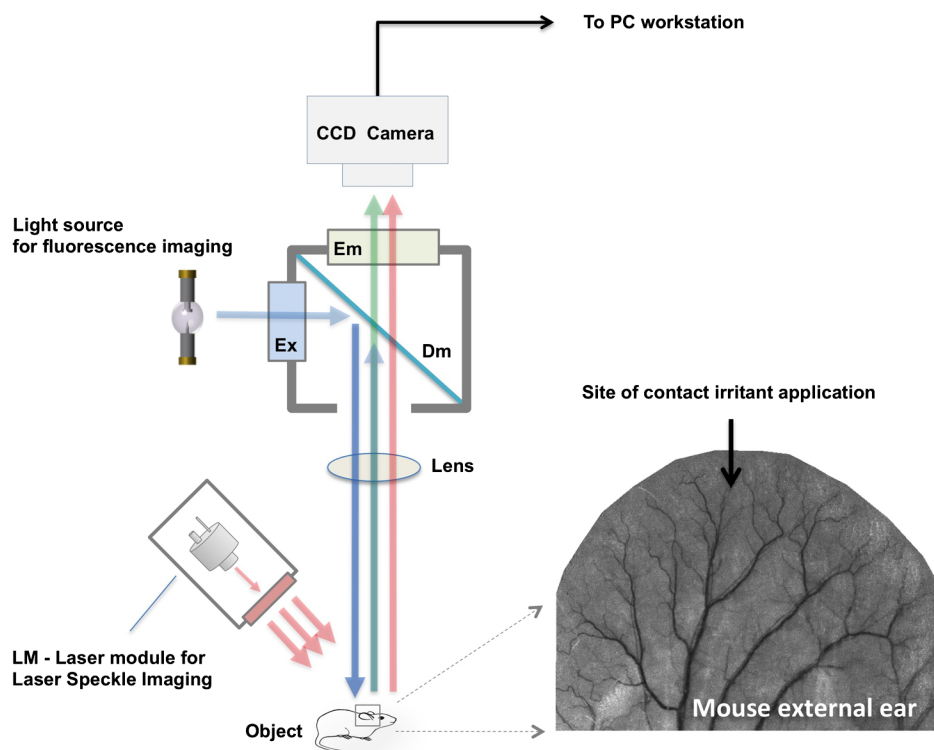 To PC workstation
CCD  Camera
Light source
for fluorescence imaging
Em
Ex
Dm
Site of contact irritant application
Lens
LM - Laser module for
Laser Speckle Imaging
Object
Mouse external ear